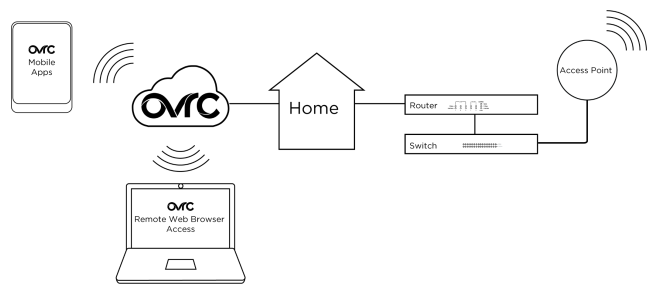 OVRC
Mobile
Apps
OVRC
Home
Router
Switch
Access Point
OVRC
Remote Web Browser
Access